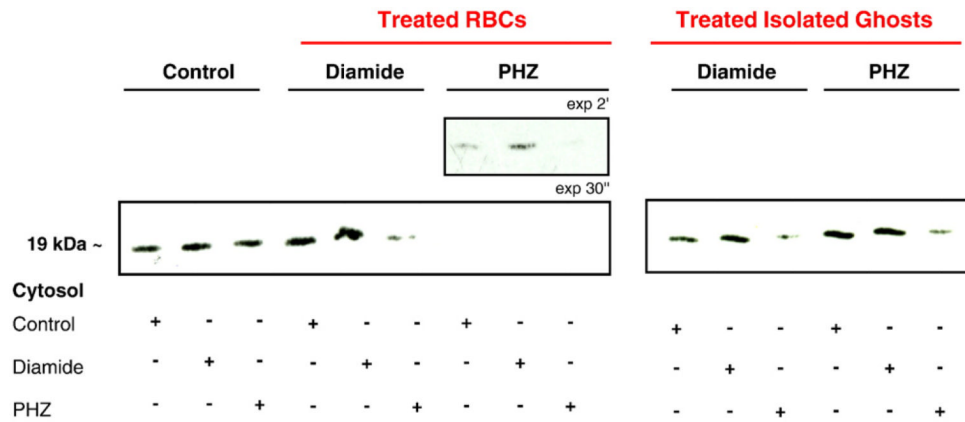 Treated RBCs Treated Isolated Ghosts
Control Diamide PHZ Diamide PHZ
exp 2'
exp 30"
19 kDa ~
Cytosol
Control + - - + - - + - - + - - + - -
Diamide - + - - + - - + - - + - - + -
PHZ - - + - - + - - + - - + - - +